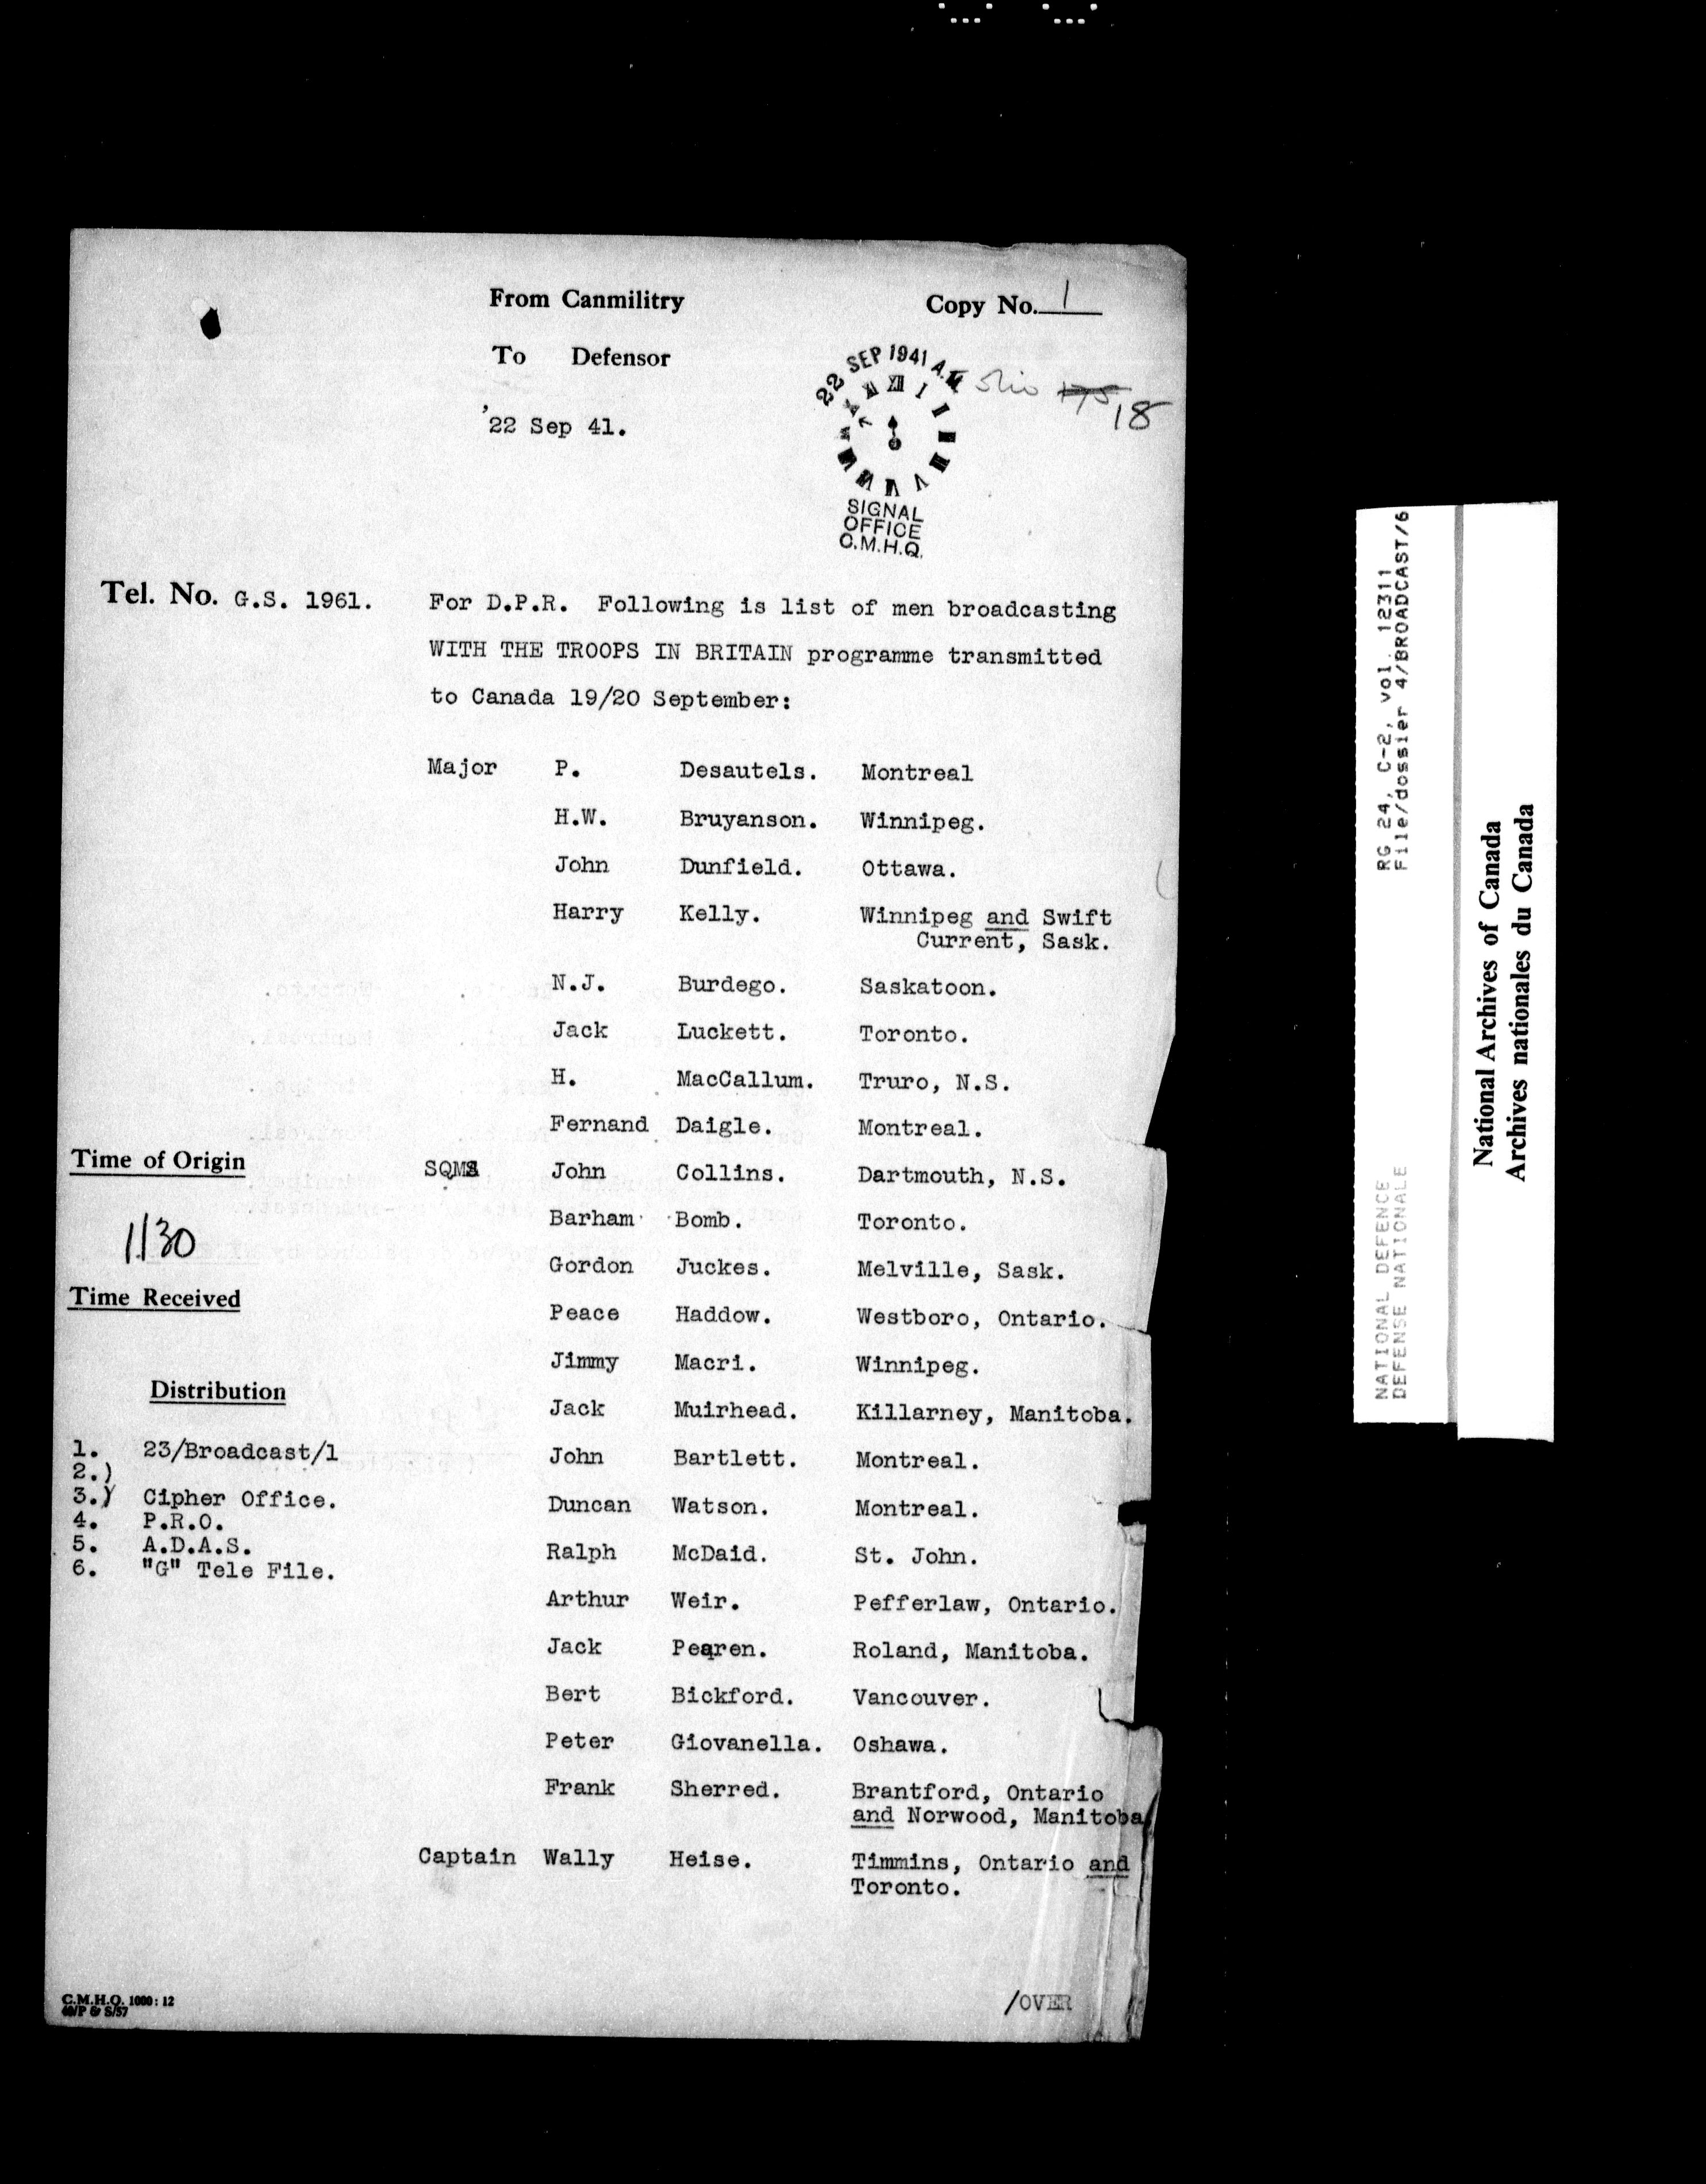 From Canmilitry
Copy No. 1
To Defensor
22 SEP 1941 A.M
SIGNAL
OFFICE
C.M.H.Q.
18
'22 Sep 41.
Tel. No. G.S. 1961.
For D.P.R. Following is list of men broadcasting
WITH THE TROOPS IN BRITAIN programme transmitted
to Canada 19/20 September:
Major P. Desautels. Montreal
H.W. Bruyanson. Winnipeg.
John Dunfield. Ottawa.
Harry Kelly. Winnipeg and Swift
Current, Sask.
N.J. Burdego. Saskatoon.
Jack Luckett. Toronto.
H. MacCallum. Truro, N.S.
Fernand Daigle. Montreal.
SQMS John Collins. Dartmouth, N.S.
Barham Bomb. Toronto.
Gordon Juckes. Melville, Sask.
Peace Haddow. Westboro, Ontario.
Jimmy Macri. Winnipeg.
Jack Muirhead. Killarney, Manitoba.
John Bartlett. Montreal.
Duncan Watson. Montreal.
Ralph McDaid. St. John.
Arthur Weir. Pefferlaw, Ontario.
Jack Pearen. Roland, Manitoba.
Bert Bickford. Vancouver.
Peter Giovanella. Oshawa.
Frank Sherred. Brantford, Ontario
and Norwood, Manitoba
Captain Wally Heise. Timmins, Ontario and
Toronto.
Time of Origin
1130
Time Received
Distribution
1. 23/Broadcast/1
2.)
3.) Cipher Office.
4. P.R.O.
5. A.D.A.S.
6. "G" Tele File.
C.M.H.Q. 1000: 12
40/P & S/57
/OVER
RG 24, C-2, vol. 12311
File/dossier 4/BROADCAST/6
NATIONAL DEFENCE
DEFENSE NATIONALE
National Archives of Canada
Archives nationales du Canada